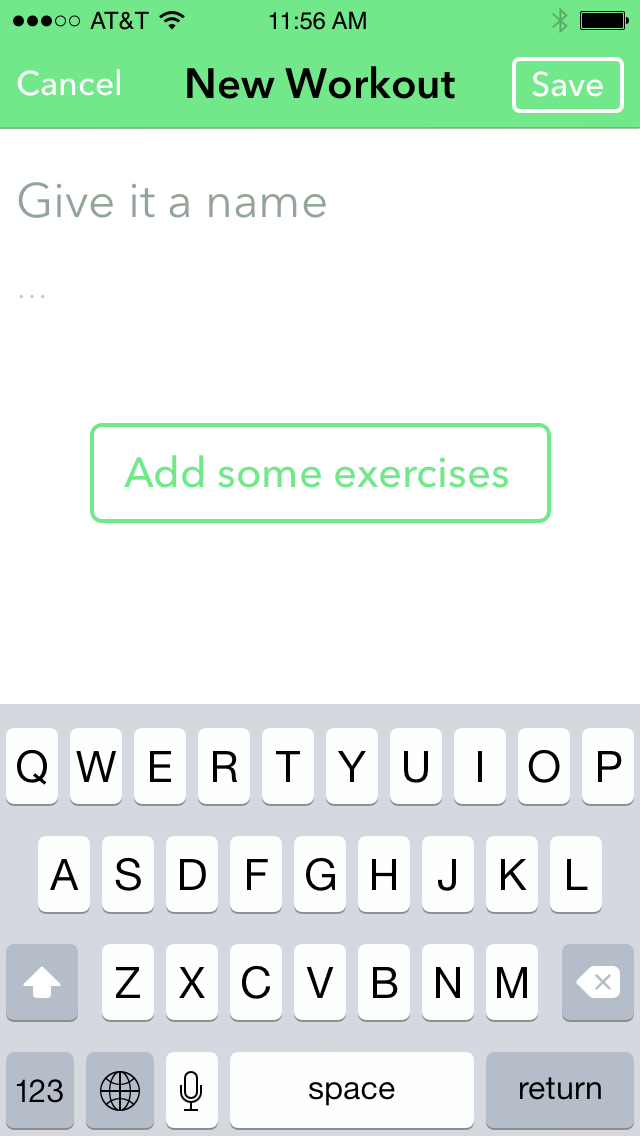 AT&T 11:56 AM
Cancel New Workout Save
Give it a name
...
Add some exercises
Q W E R T Y U I O P
A S D F G H J K L
Z X C V B N M
123 space return